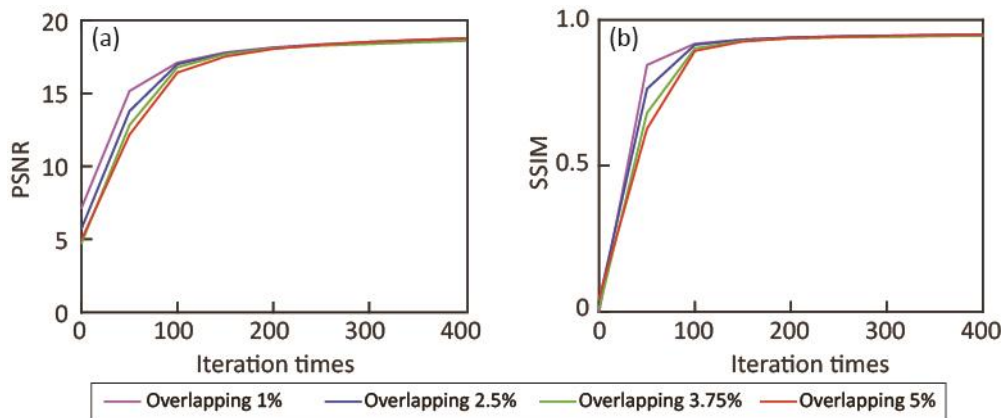 (a)
PSNR
20
15
10
5
0
0 100 200 300 400
Iteration times
(b)
SSIM
1.0
0.5
0
0 100 200 300 400
Iteration times
Overlapping 1% Overlapping 2.5% Overlapping 3.75% Overlapping 5%